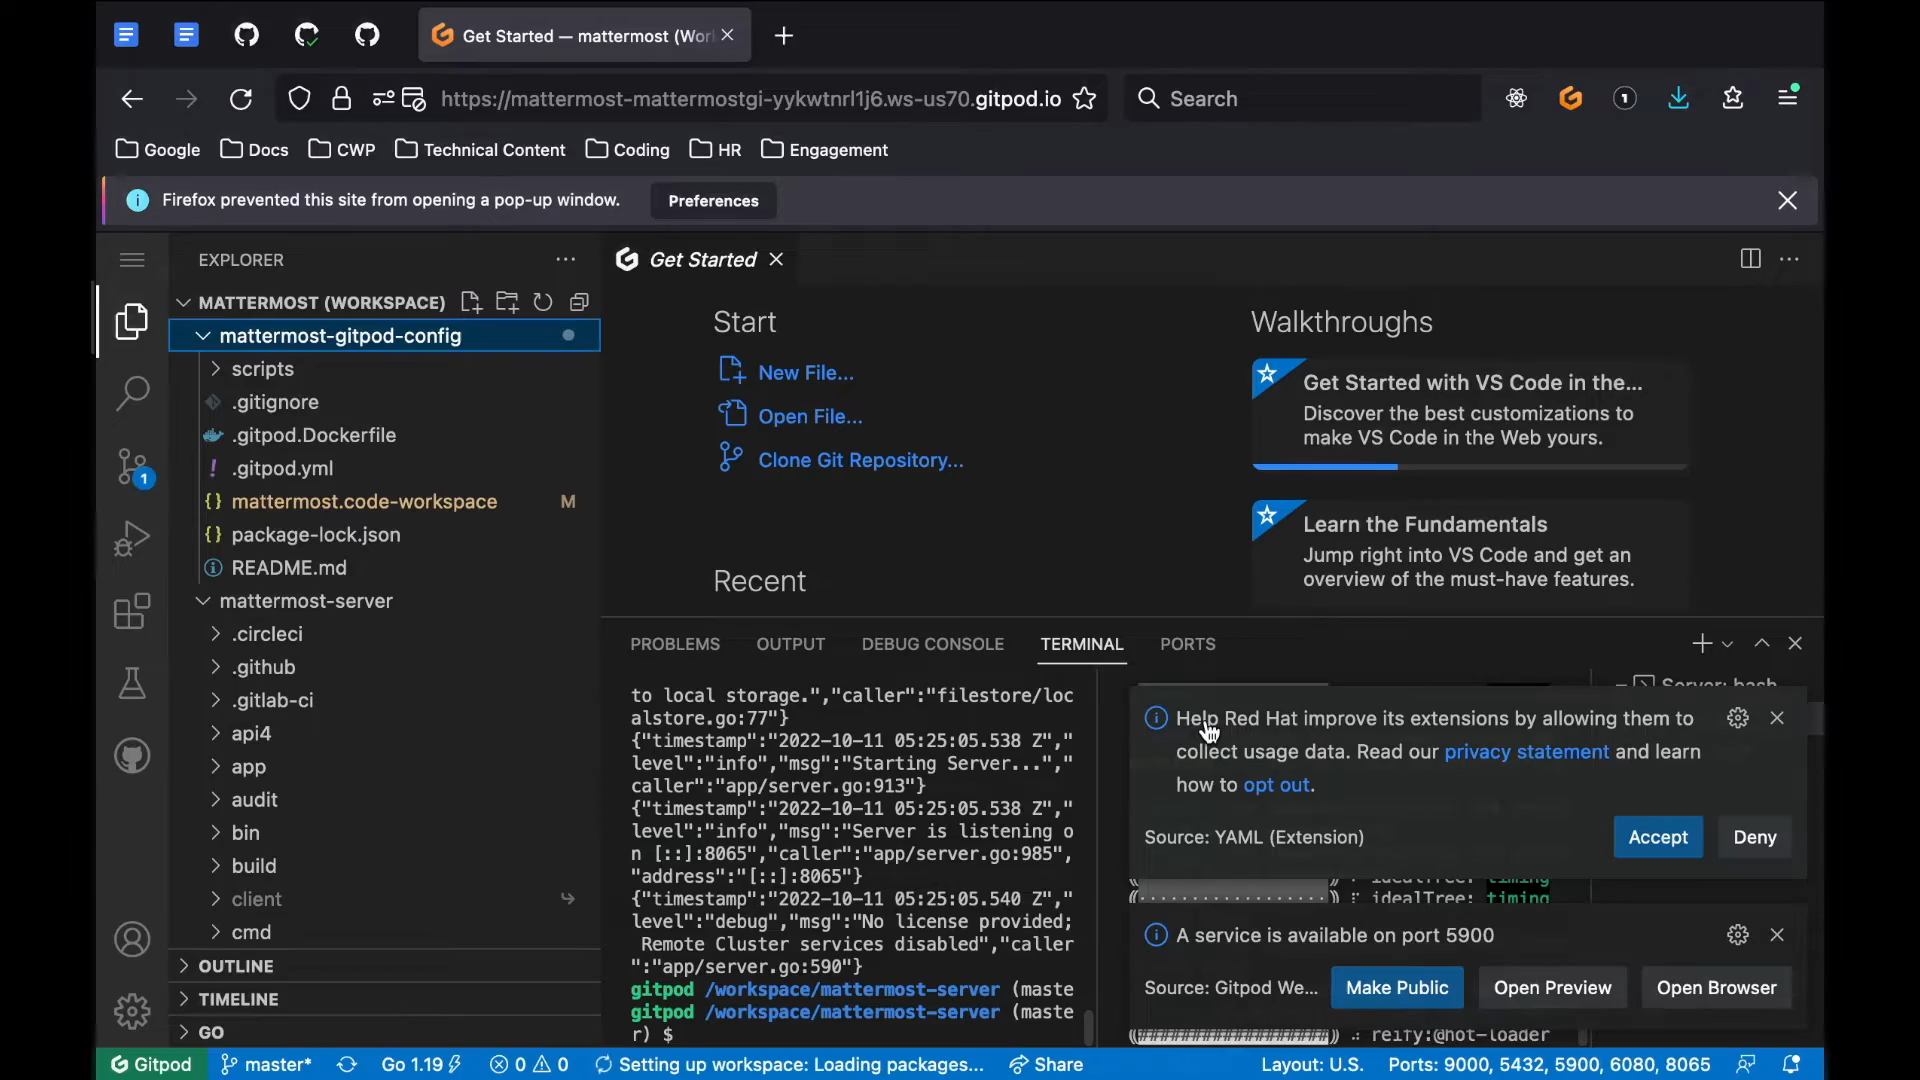 Get Started — mattermost (Wor
https://mattermost-mattermostgi-yykwtnrl1j6.ws-us70.gitpod.io
Search
1
Google
Docs
CWP
Technical Content
Coding
HR
Engagement
Firefox prevented this site from opening a pop-up window.
Preferences
EXPLORER
MATTERMOST (WORKSPACE)
mattermost-gitpod-config
scripts
.gitignore
.gitpod.Dockerfile
.gitpod.yml
mattermost.code-workspace M
package-lock.json
README.md
mattermost-server
.circleci
.github
.gitlab-ci
api4
app
audit
bin
build
client
cmd
OUTLINE
TIMELINE
GO
1
Get Started
Start
New File...
Open File...
Clone Git Repository...
Recent
Walkthroughs
Get Started with VS Code in the...
Discover the best customizations to
make VS Code in the Web yours.
Learn the Fundamentals
Jump right into VS Code and get an
overview of the must-have features.
PROBLEMS
OUTPUT
DEBUG CONSOLE
TERMINAL
PORTS
to local storage.","caller":"filestore/loc
alstore.go:77"}
{"timestamp":"2022-10-11 05:25:05.538 Z","
level":"info","msg":"Starting Server...","
caller":"app/server.go:913"}
{"timestamp":"2022-10-11 05:25:05.538 Z","
level":"info","msg":"Server is listening o
n [::]:8065","caller":"app/server.go:985",
"address":"[::]:8065"}
{"timestamp":"2022-10-11 05:25:05.540 Z","
level":"debug","msg":"No license provided;
 Remote Cluster services disabled","caller
":"app/server.go:590"}
gitpod /workspace/mattermost-server (maste
gitpod /workspace/mattermost-server (maste
r) $
Server: bash
Help Red Hat improve its extensions by allowing them to
collect usage data. Read our privacy statement and learn
how to opt out.
Source: YAML (Extension)
Accept
Deny
idealTree: timing
idealTree: timing
A service is available on port 5900
Source: Gitpod We...
Make Public
Open Preview
Open Browser
reify:@hot-loader
Gitpod
master*
Go 1.19
0 0
Setting up workspace: Loading packages...
Share
Layout: U.S.
Ports: 9000, 5432, 5900, 6080, 8065